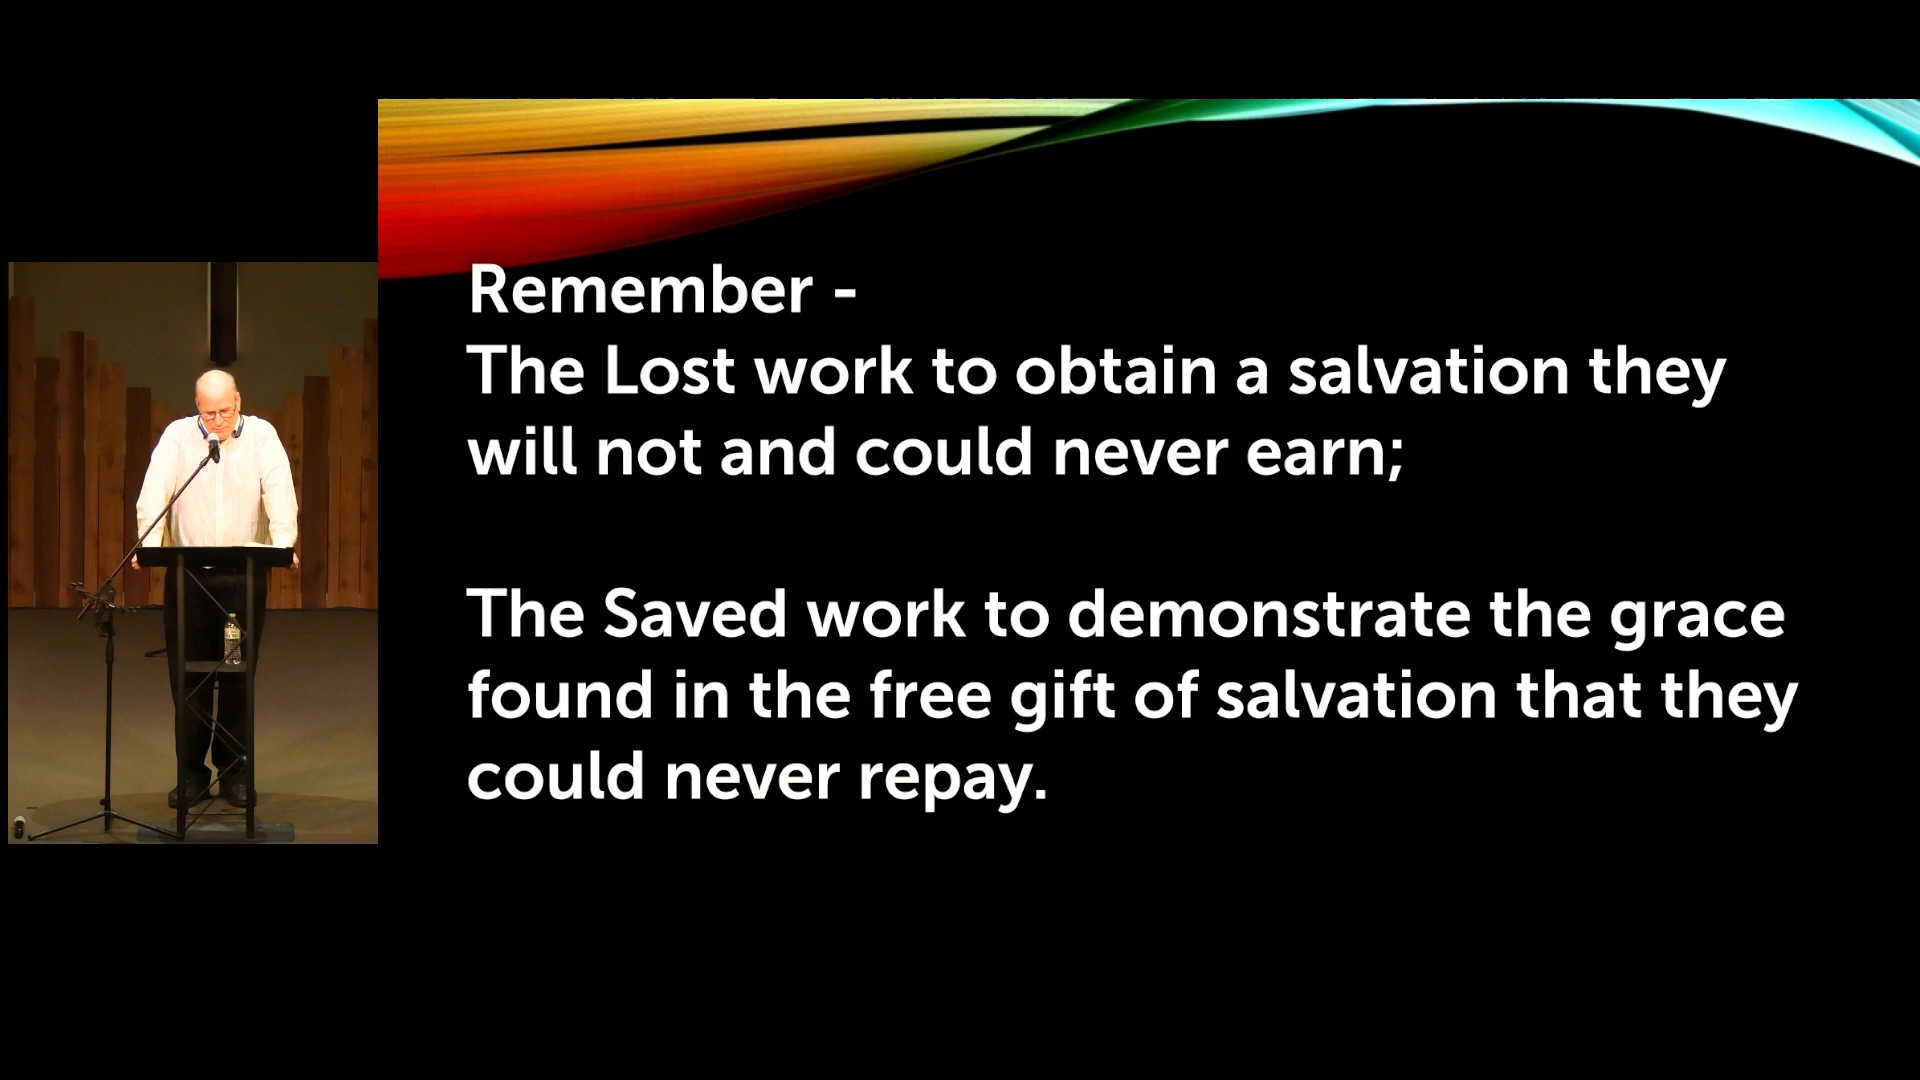 Remember -
The Lost work to obtain a salvation they
will not and could never earn;
The Saved work to demonstrate the grace
found in the free gift of salvation that they
could never repay.